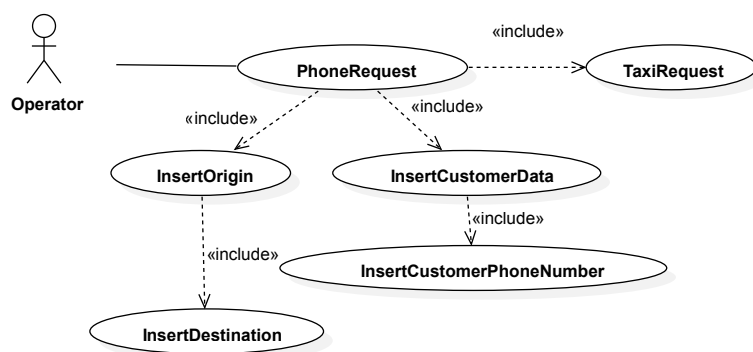 «include»
PhoneRequest
TaxiRequest
Operator
«include»
«include»
InsertOrigin
InsertCustomerData
«include»
«include»
InsertCustomerPhoneNumber
InsertDestination